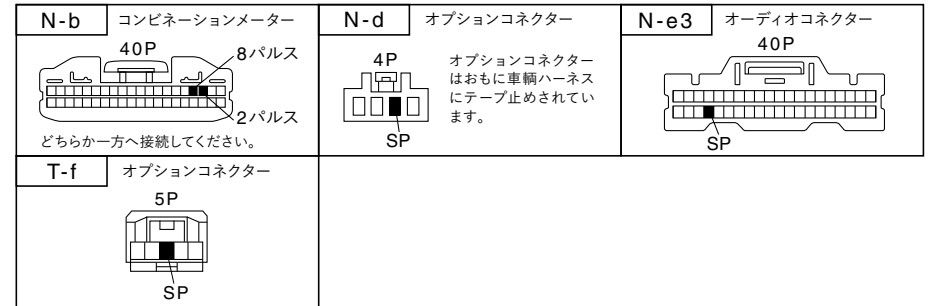 N-b コンビネーションメーター
40P
8パルス
2パルス
どちらか一方へ接続してください。
N-d オプションコネクター
4P
オプションコネクター
はおもに車輌ハーネス
にテープ止めされてい
ます。
SP
N-e3 オーディオコネクター
40P
SP
T-f オプションコネクター
5P
SP